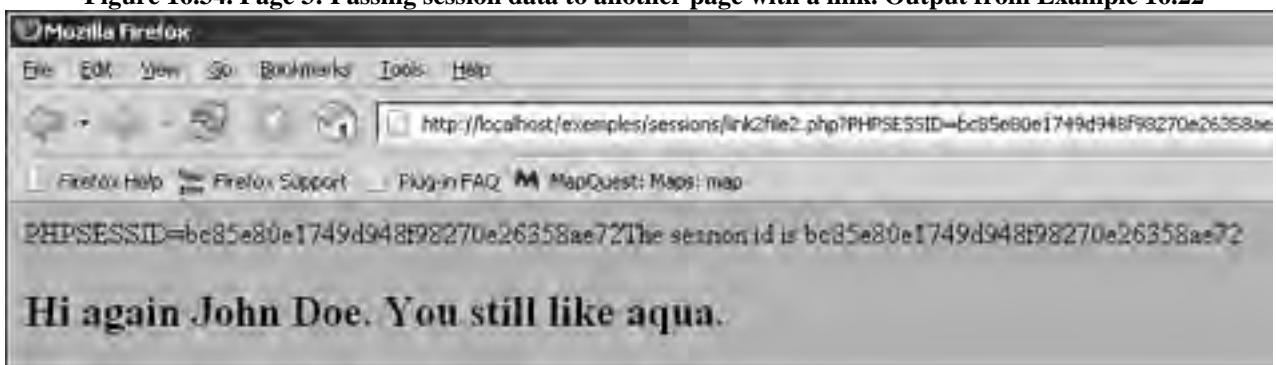 Figure 16.34. Page 3: Passing session data to another page with a link. Output from Example 16.22
Mozilla Firefox
File Edit View Go Bookmarks Tools Help
http://localhost/exemples/sessions/link2file2.php?PHPSESSID=bc85e80e1749d948f98270e26358ae
Firefox Help Firefox Support Plug-in FAQ MapQuest: Maps: map
PHPSESSID=bc85e80e1749d948f98270e26358ae72The session id is bc85e80e1749d948f98270e26358ae72
Hi again John Doe. You still like aqua.